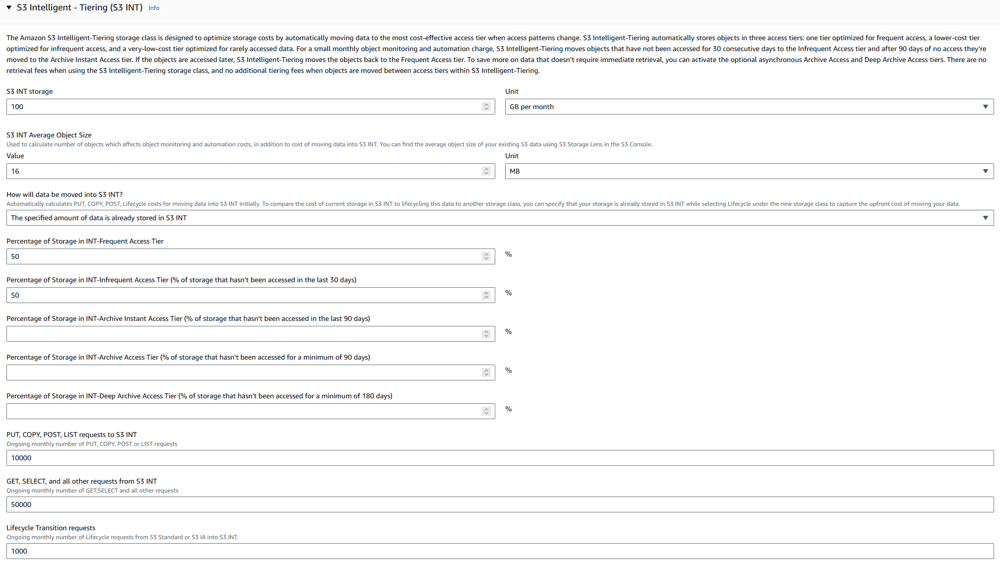 S3 Intelligent - Tiering (S3 INT) Info
The Amazon S3 Intelligent-Tiering storage class is designed to optimize storage costs by automatically moving data to the most cost-effective access tier when access patterns change. S3 Intelligent-Tiering automatically stores objects in three access tiers: one tier optimized for frequent access, a lower-cost tier
optimized for infrequent access, and a very-low-cost tier optimized for rarely accessed data. For a small monthly object monitoring and automation charge, S3 Intelligent-Tiering moves objects that have not been accessed for 30 consecutive days to the Infrequent Access tier and after 90 days of no access they're
moved to the Archive Instant Access tier. If the objects are accessed later, S3 Intelligent-Tiering moves the objects back to the Frequent Access tier. To save more on data that doesn't require immediate retrieval, you can activate the optional asynchronous Archive Access and Deep Archive Access tiers. There are no
retrieval fees when using the S3 Intelligent-Tiering storage class, and no additional tiering fees when objects are moved between access tiers within S3 Intelligent-Tiering.
S3 INT storage
Unit
100
GB per month
S3 INT Average Object Size
Used to calculate number of objects which affects object monitoring and automation costs, in addition to cost of moving data into S3 INT. You can find the average object size of your existing S3 data using S3 Storage Lens in the S3 Console.
Value
Unit
16
MB
How will data be moved into S3 INT?
Automatically calculates PUT, COPY, POST, Lifecycle costs for moving data into S3 INT initially. To compare the cost of current storage in S3 INT to lifecycling this data to another storage class, you can specify that your storage is already stored in S3 INT while selecting Lifecycle under the new storage class to capture the upfront cost of moving your data.
The specified amount of data is already stored in S3 INT
Percentage of Storage in INT-Frequent Access Tier
50
%
Percentage of Storage in INT-Infrequent Access Tier (% of storage that hasn't been accessed in the last 30 days)
50
%
Percentage of Storage in INT-Archive Instant Access Tier (% of storage that hasn't been accessed in the last 90 days)
%
Percentage of Storage in INT-Archive Access Tier (% of storage that hasn't been accessed for a minimum of 90 days)
%
Percentage of Storage in INT-Deep Archive Access Tier (% of storage that hasn't been accessed for a minimum of 180 days)
%
PUT, COPY, POST, LIST requests to S3 INT
Ongoing monthly number of PUT, COPY, POST or LIST requests
10000
GET, SELECT, and all other requests from S3 INT
Ongoing monthly number of GET,SELECT and all other requests
50000
Lifecycle Transition requests
Ongoing monthly number of Lifecycle requests from S3 Standard or S3 IA into S3 INT.
1000